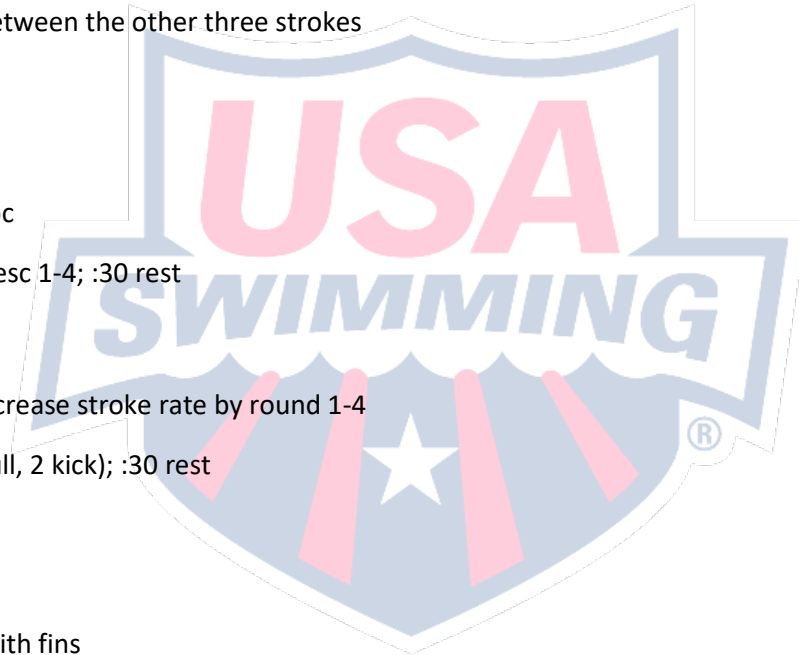 etween the other three strokes
USA
c
esc 1-4; :30 rest
SWIMMING
crease stroke rate by round 1-4
®
ll, 2 kick); :30 rest
ith fins